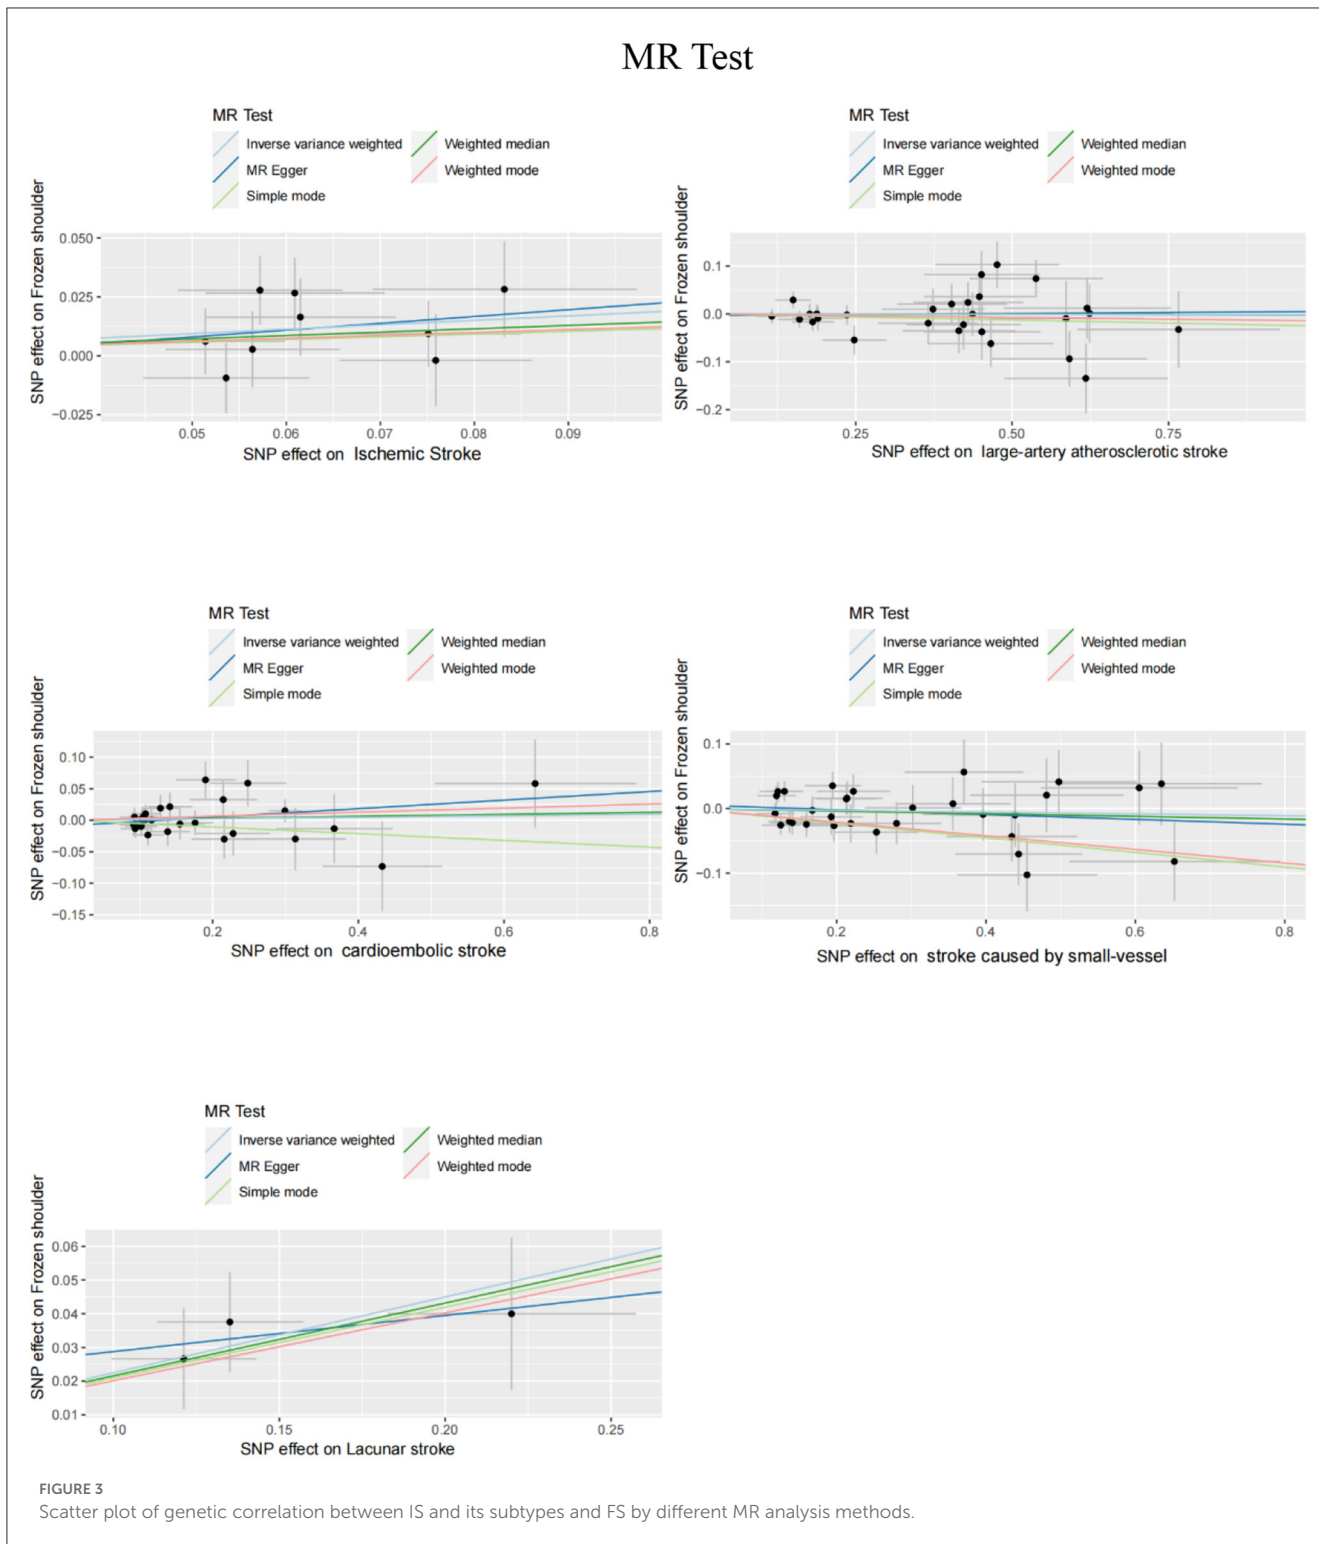 MR Test
MR Test
Inverse variance weighted
Weighted median
MR Egger
Weighted mode
Simple mode
SNP effect on Frozen shoulder
0.050
0.025
0.000
−0.025
0.05
0.06
0.07
0.08
0.09
SNP effect on Ischemic Stroke
MR Test
Inverse variance weighted
Weighted median
MR Egger
Weighted mode
Simple mode
SNP effect on Frozen shoulder
0.1
0.0
−0.1
−0.2
0.25
0.50
0.75
SNP effect on large-artery atherosclerotic stroke
MR Test
Inverse variance weighted
Weighted median
MR Egger
Weighted mode
Simple mode
SNP effect on Frozen shoulder
0.10
0.05
0.00
−0.05
−0.10
−0.15
0.2
0.4
0.6
0.8
SNP effect on cardioembolic stroke
MR Test
Inverse variance weighted
Weighted median
MR Egger
Weighted mode
Simple mode
SNP effect on Frozen shoulder
0.1
0.0
−0.1
0.2
0.4
0.6
0.8
SNP effect on stroke caused by small-vessel
MR Test
Inverse variance weighted
Weighted median
MR Egger
Weighted mode
Simple mode
SNP effect on Frozen shoulder
0.06
0.05
0.04
0.03
0.02
0.01
0.10
0.15
0.20
0.25
SNP effect on Lacunar stroke
FIGURE 3
Scatter plot of genetic correlation between IS and its subtypes and FS by different MR analysis methods.